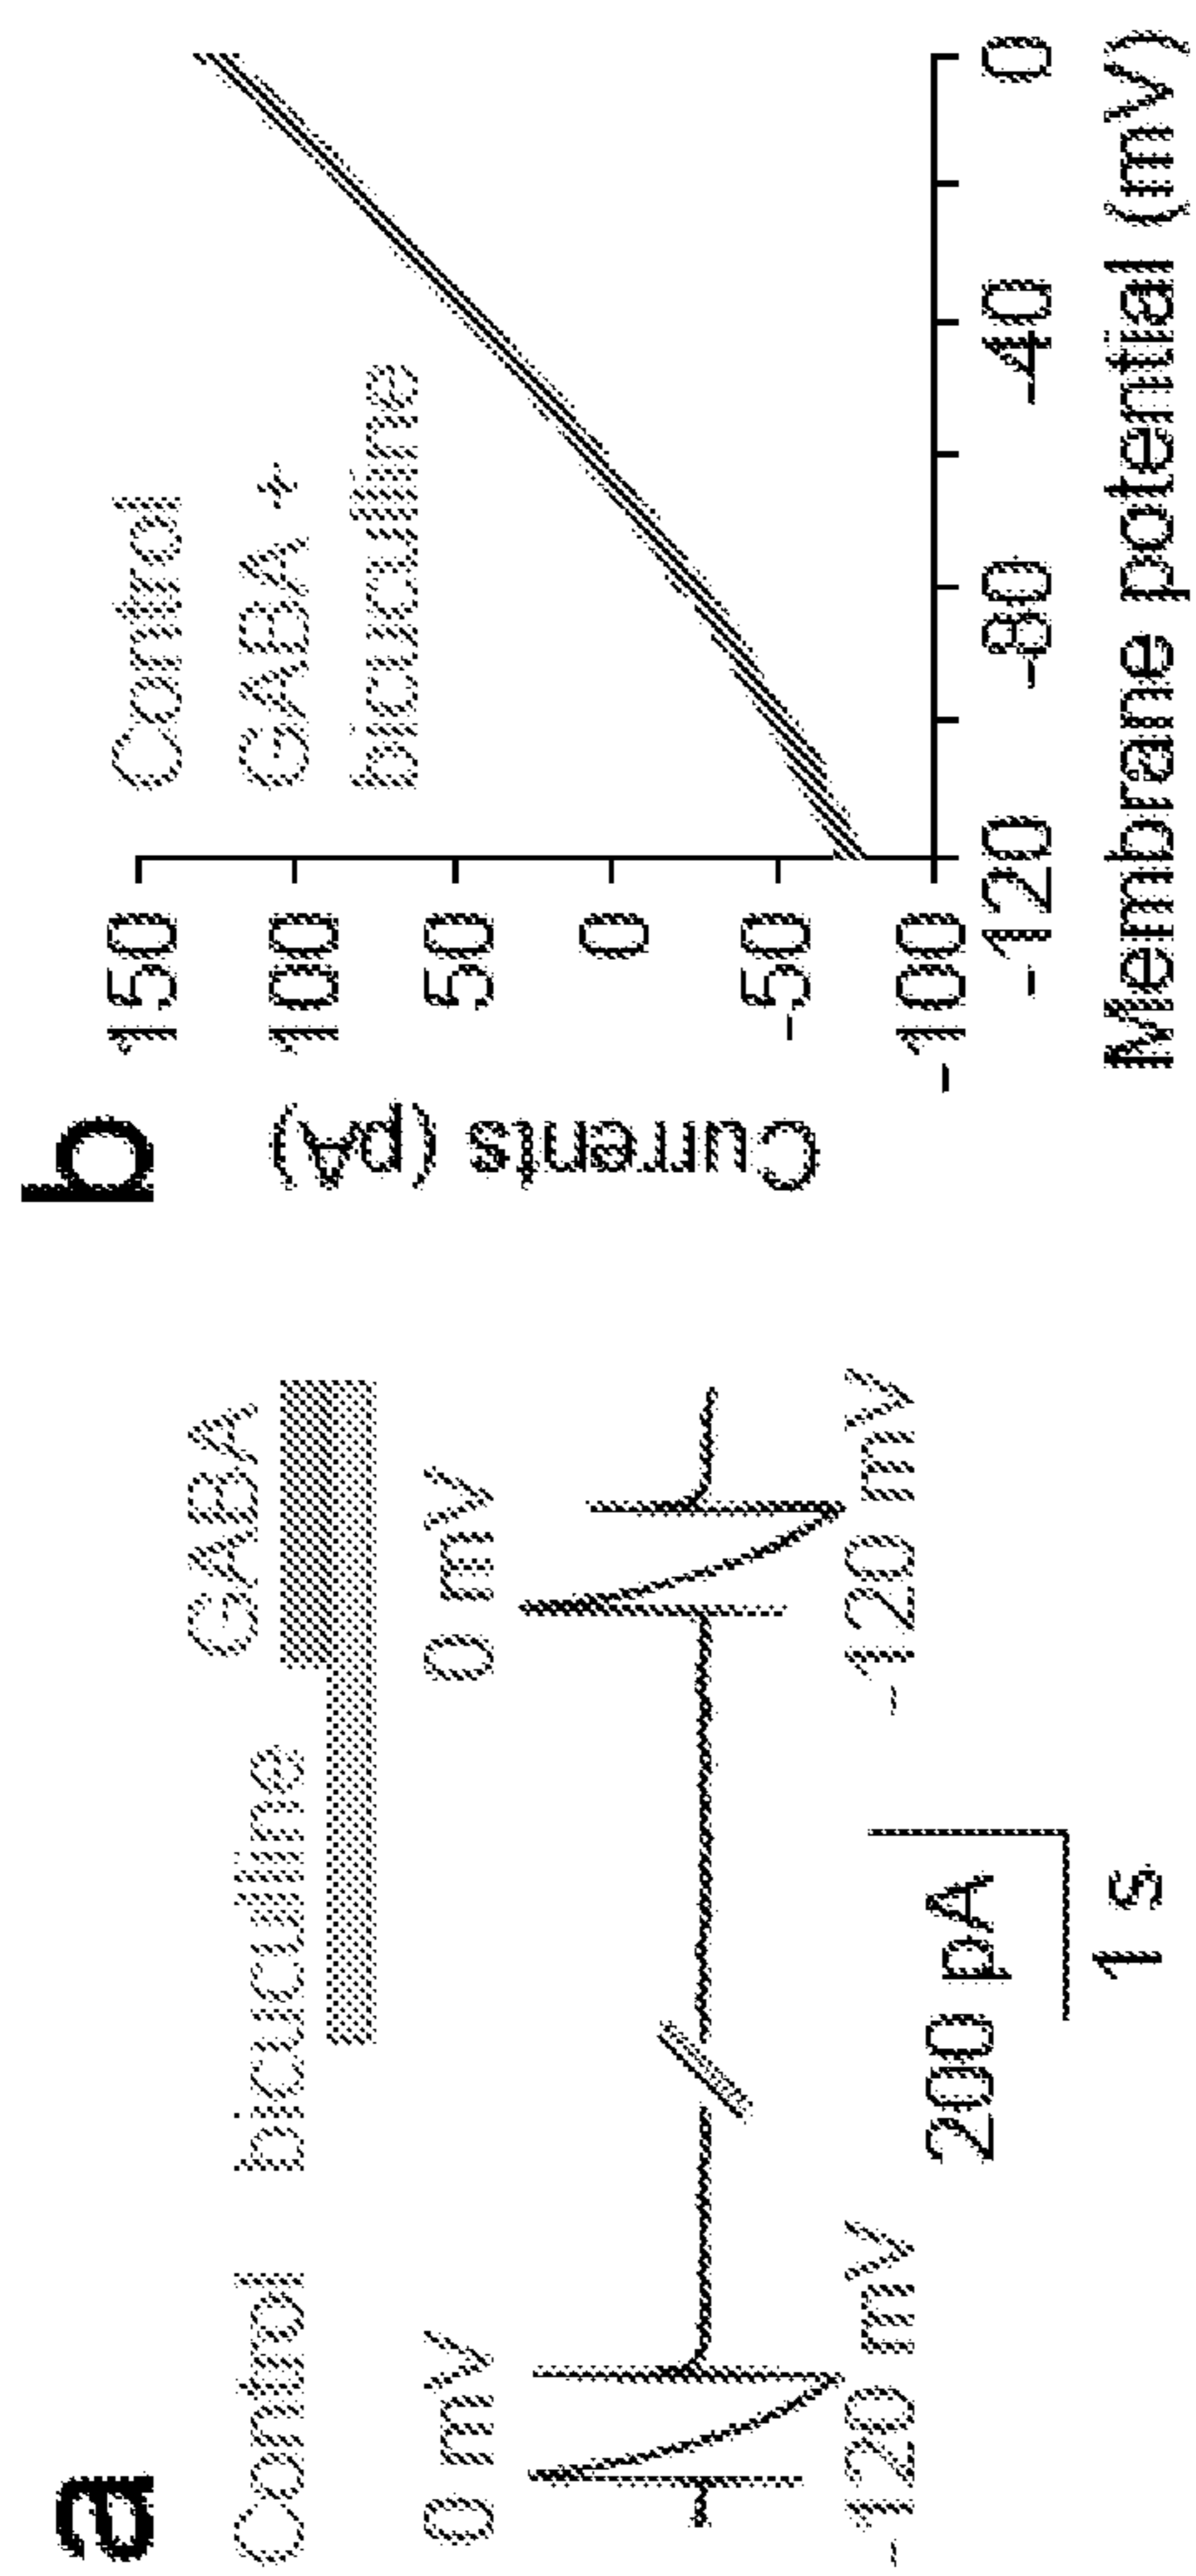 a
Control
bicuculline
GABA
0 mV
0 mV
-120 mV
-120 mV
200 pA
1 s
b
Control
GABA +
bicuculline
Currents (pA)
150
100
50
0
-50
-100
-120
-80
-40
0
Membrane potential (mV)